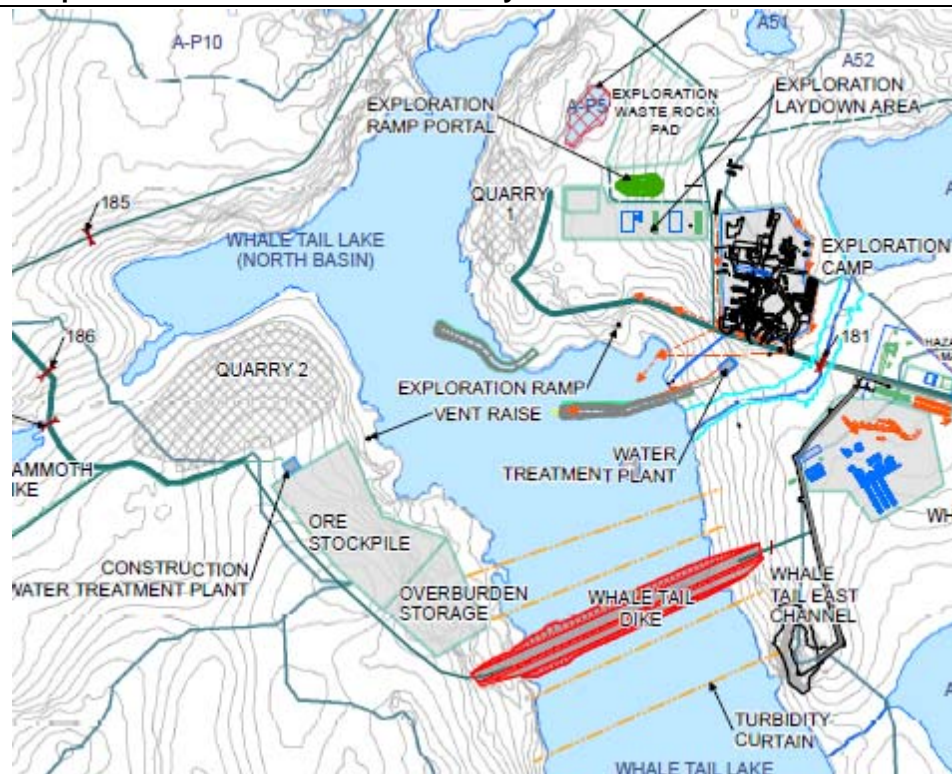 A-P10
A51
A52
EXPLORATION
RAMP PORTAL
A-P5
EXPLORATION
WASTE ROCK
PAD
EXPLORATION
LAYDOWN AREA
QUARRY
1
185
WHALE TAIL LAKE
(NORTH BASIN)
EXPLORATION
CAMP
186
181
QUARRY 2
EXPLORATION RAMP
VENT RAISE
WATER
TREATMENT PLANT
ORE
STOCKPILE
CONSTRUCTION
WATER TREATMENT PLANT
OVERBURDEN
STORAGE
WHALE TAIL
DIKE
WHALE
TAIL EAST
CHANNEL
TURBIDITY
CURTAIN
WHALE TAIL LAKE